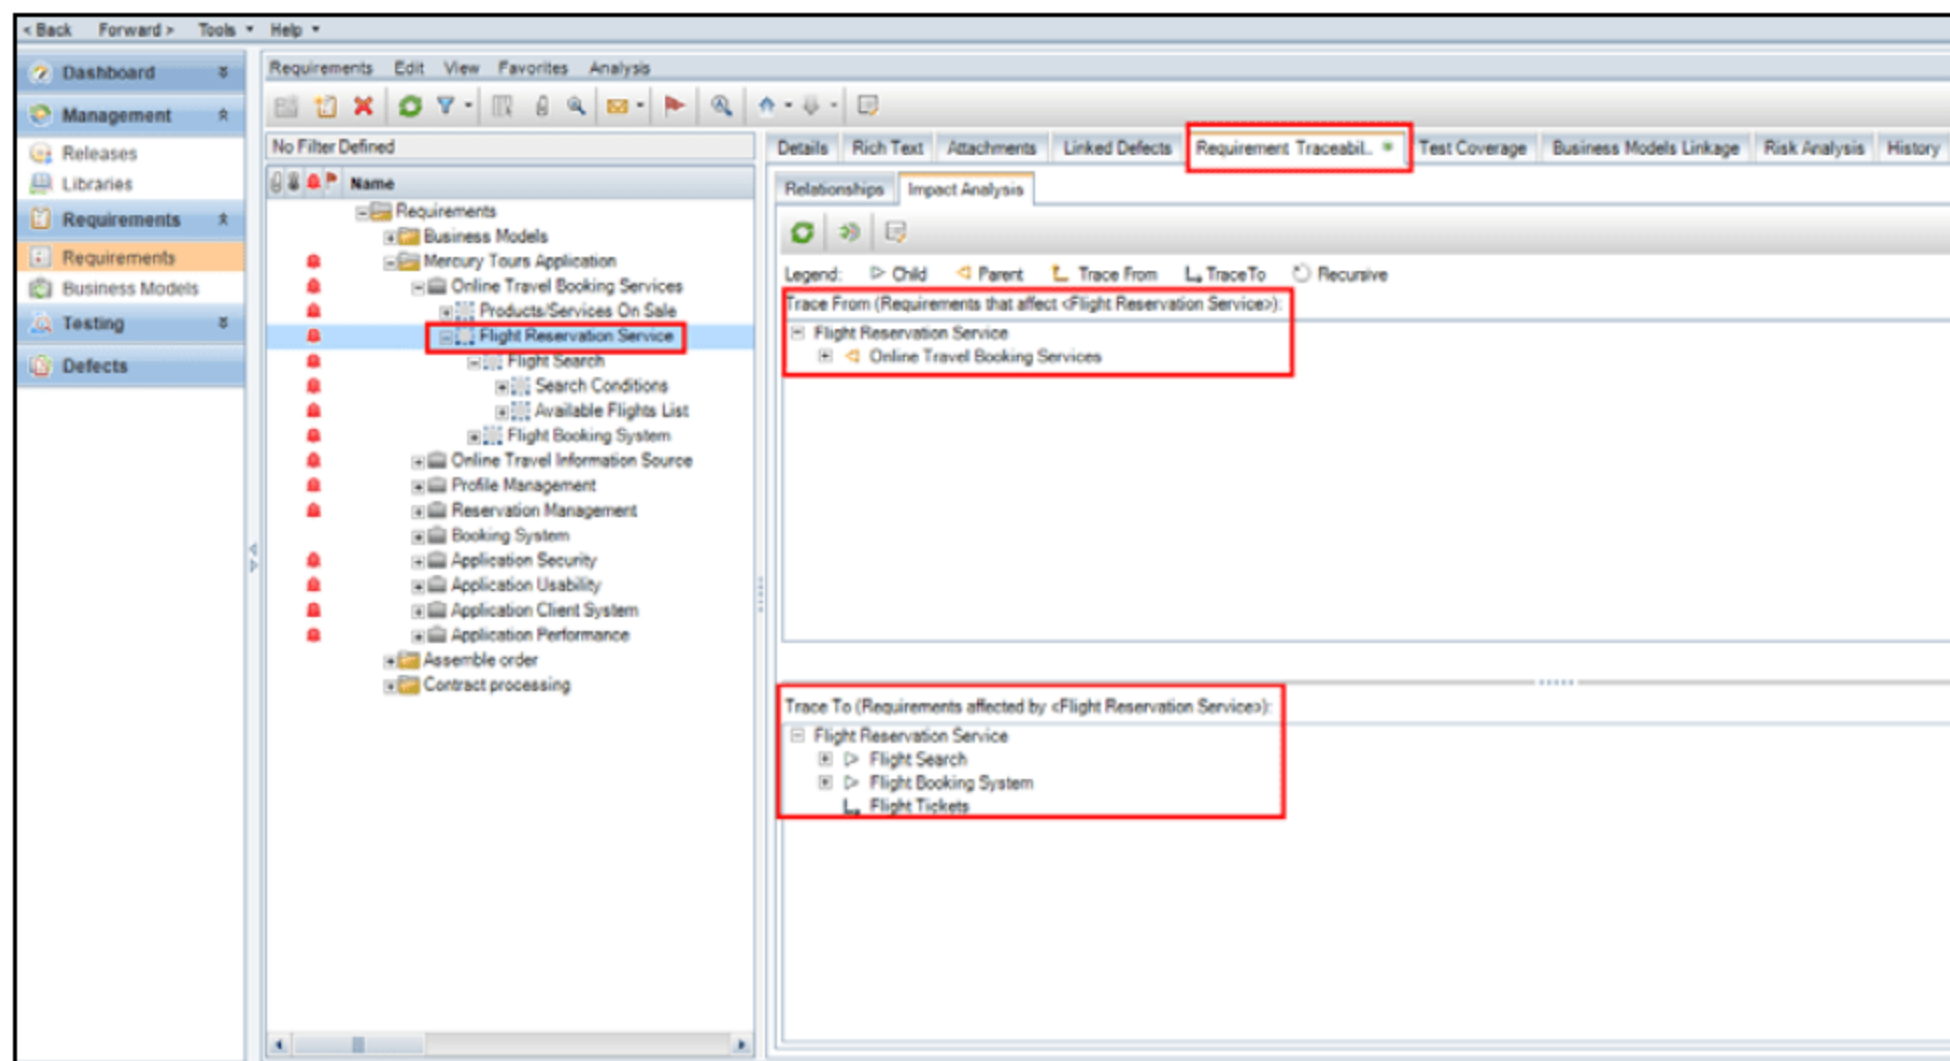 < Back Forward > Tools Help
Dashboard
Management
Releases
Libraries
Requirements
Requirements
Business Models
Testing
Defects
Requirements Edit View Favorites Analysis
No Filter Defined
Name
Requirements
Business Models
Mercury Tours Application
Online Travel Booking Services
Products/Services On Sale
Flight Reservation Service
Flight Search
Search Conditions
Available Flights List
Flight Booking System
Online Travel Information Source
Profile Management
Reservation Management
Booking System
Application Security
Application Usability
Application Client System
Application Performance
Assemble order
Contract processing
Details Rich Text Attachments Linked Defects Requirement Traceabil.. * Test Coverage Business Models Linkage Risk Analysis History
Relationships Impact Analysis
Legend: Child Parent Trace From Trace To Recursive
Trace From (Requirements that affect <Flight Reservation Service>):
Flight Reservation Service
Online Travel Booking Services
Trace To (Requirements affected by <Flight Reservation Service>):
Flight Reservation Service
Flight Search
Flight Booking System
Flight Tickets